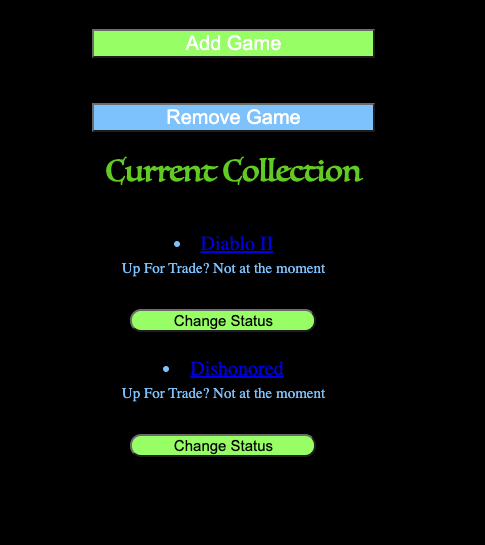 Add Game
Remove Game
Current Collection
Diablo II
Up For Trade? Not at the moment
Change Status
Dishonored
Up For Trade? Not at the moment
Change Status